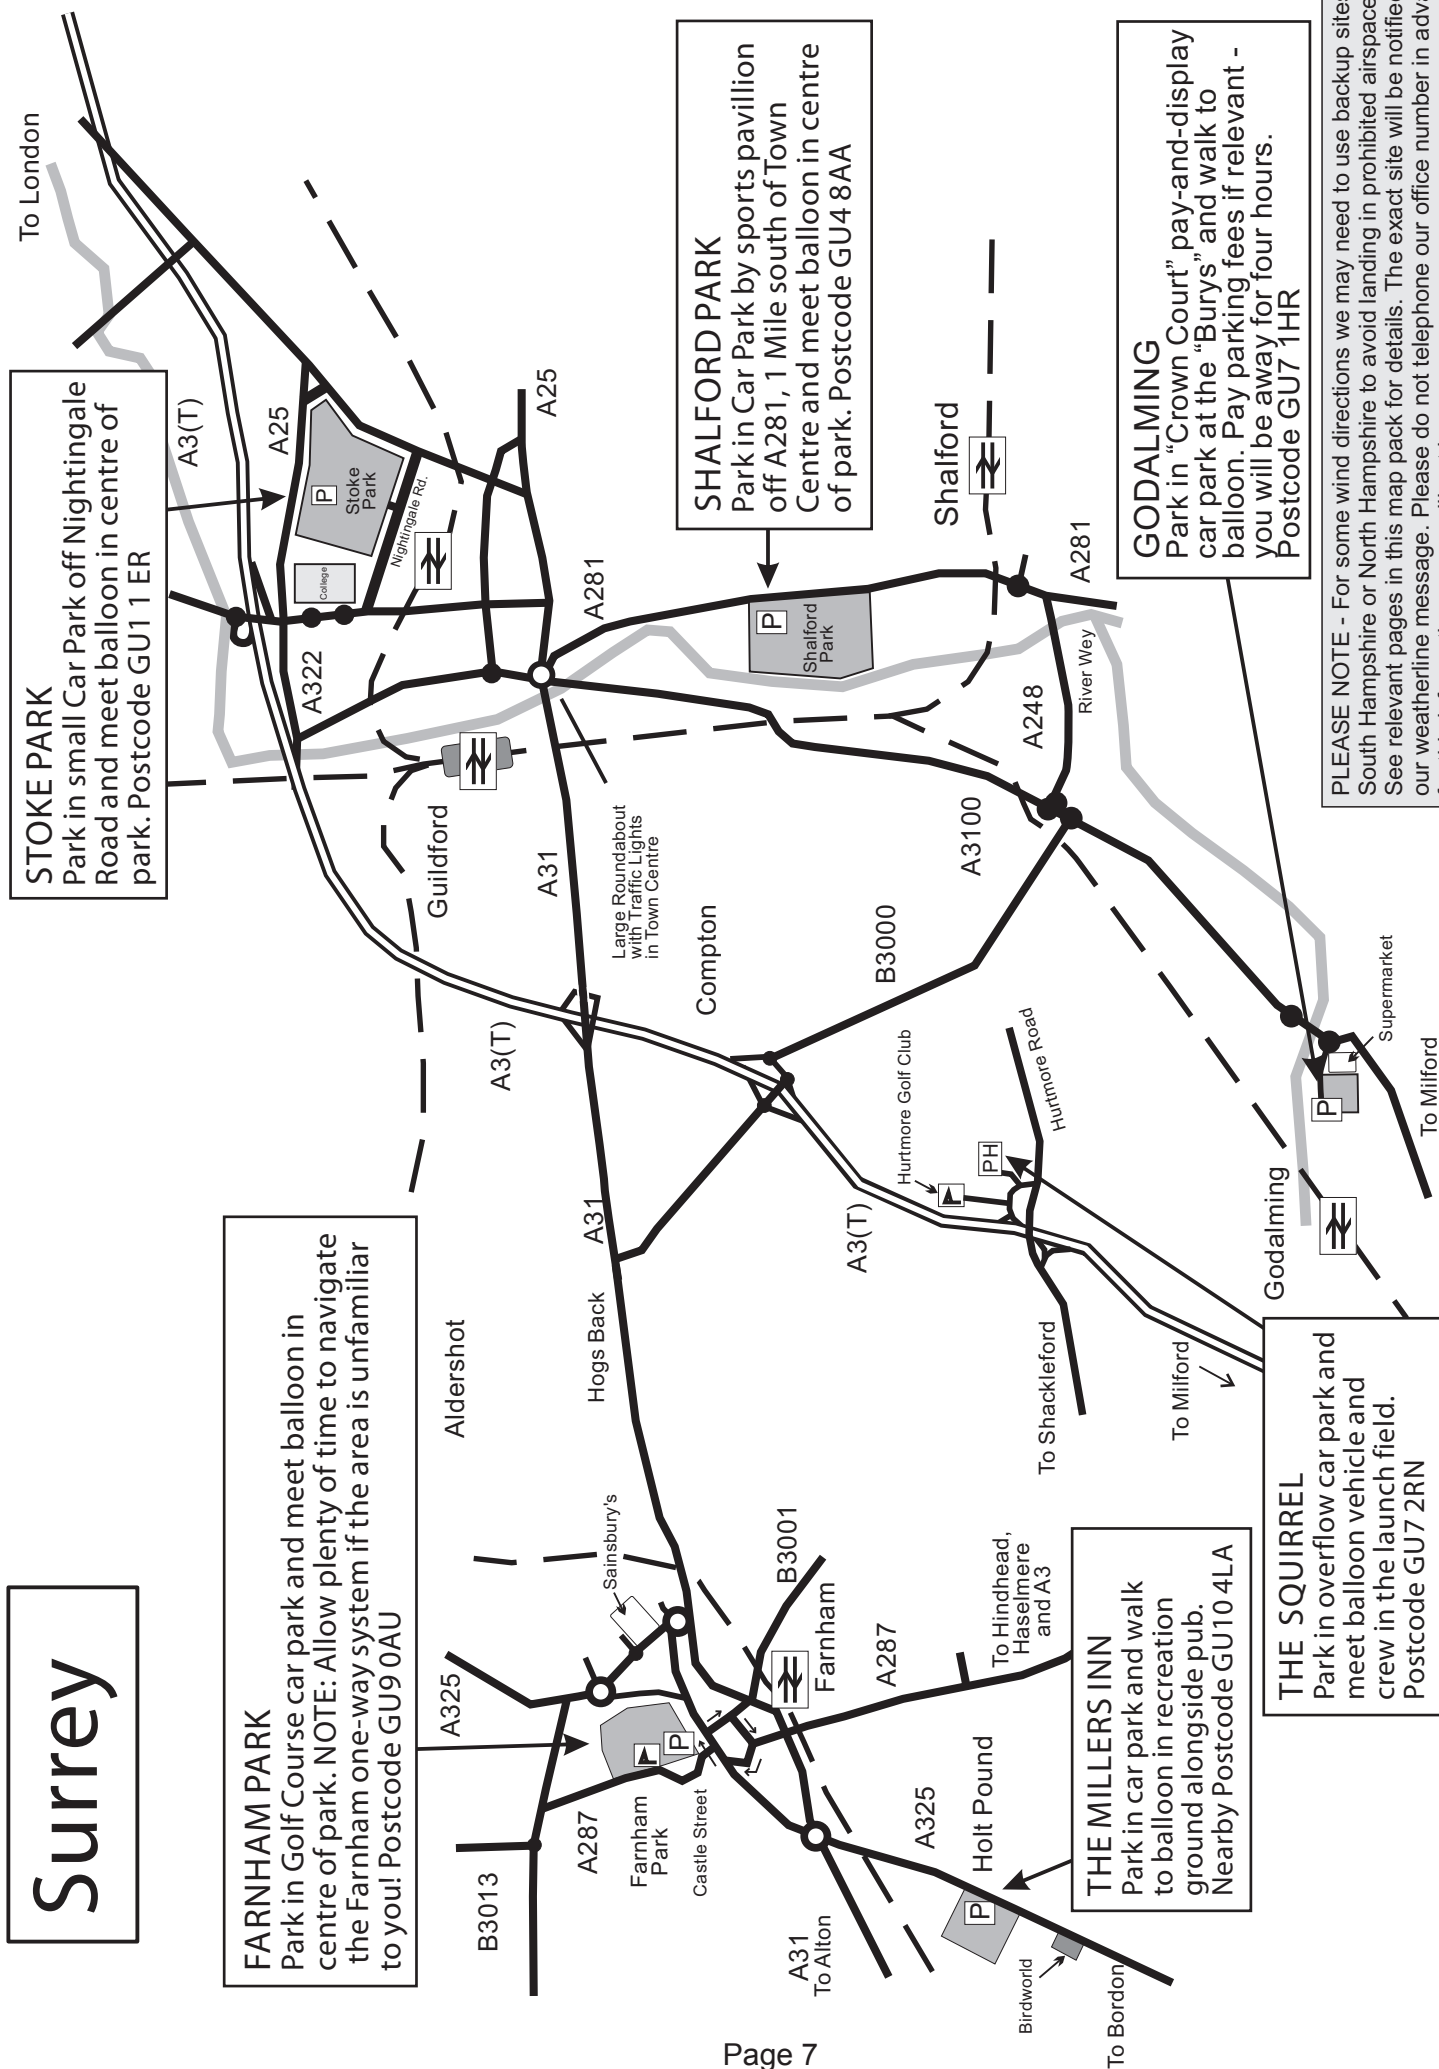 Surrey
FARNHAM PARK
Park in Golf Course car park and meet balloon in
centre of park. NOTE: Allow plenty of time to navigate
the Farnham one-way system if the area is unfamiliar
to you! Postcode GU9 0AU
STOKE PARK
Park in small Car Park off Nightingale
Road and meet balloon in centre of
park. Postcode GU1 1 ER
To London
A3(T)
A25
P
Stoke
Park
College
Nightingale Rd.
A25
A322
Guildford
A281
A31
Large Roundabout
with Traffic Lights
in Town Centre
SHALFORD PARK
Park in Car Park by sports pavillion
off A281, 1 Mile south of Town
Centre and meet balloon in centre
of park. Postcode GU4 8AA
P
Shalford
Park
Shalford
A281
River Wey
A248
A3100
B3000
Compton
A3(T)
A31
Hogs Back
Aldershot
Sainsbury's
A325
B3013
A287
Farnham
Park
P
Castle Street
B3001
Farnham
A287
To Hindhead,
Haselmere
and A3
A31
To Alton
A325
Holt Pound
P
Birdworld
To Bordon
THE MILLERS INN
Park in car park and walk
to balloon in recreation
ground alongside pub.
Nearby Postcode GU10 4LA
Hurtmore Golf Club
PH
Hurtmore Road
A3(T)
To Shackleford
To Milford
THE SQUIRREL
Park in overflow car park and
meet balloon vehicle and
crew in the launch field.
Postcode GU7 2RN
Godalming
P
Supermarket
To Milford
GODALMING
Park in “Crown Court” pay-and-display
car park at the “Burys” and walk to
balloon. Pay parking fees if relevant -
you will be away for four hours.
Postcode GU7 1HR
PLEASE NOTE - For some wind directions we may need to use backup sites
South Hampshire or North Hampshire to avoid landing in prohibited airspace
See relevant pages in this map pack for details. The exact site will be notified
our weatherline message. Please do not telephone our office number in adva
Page 7